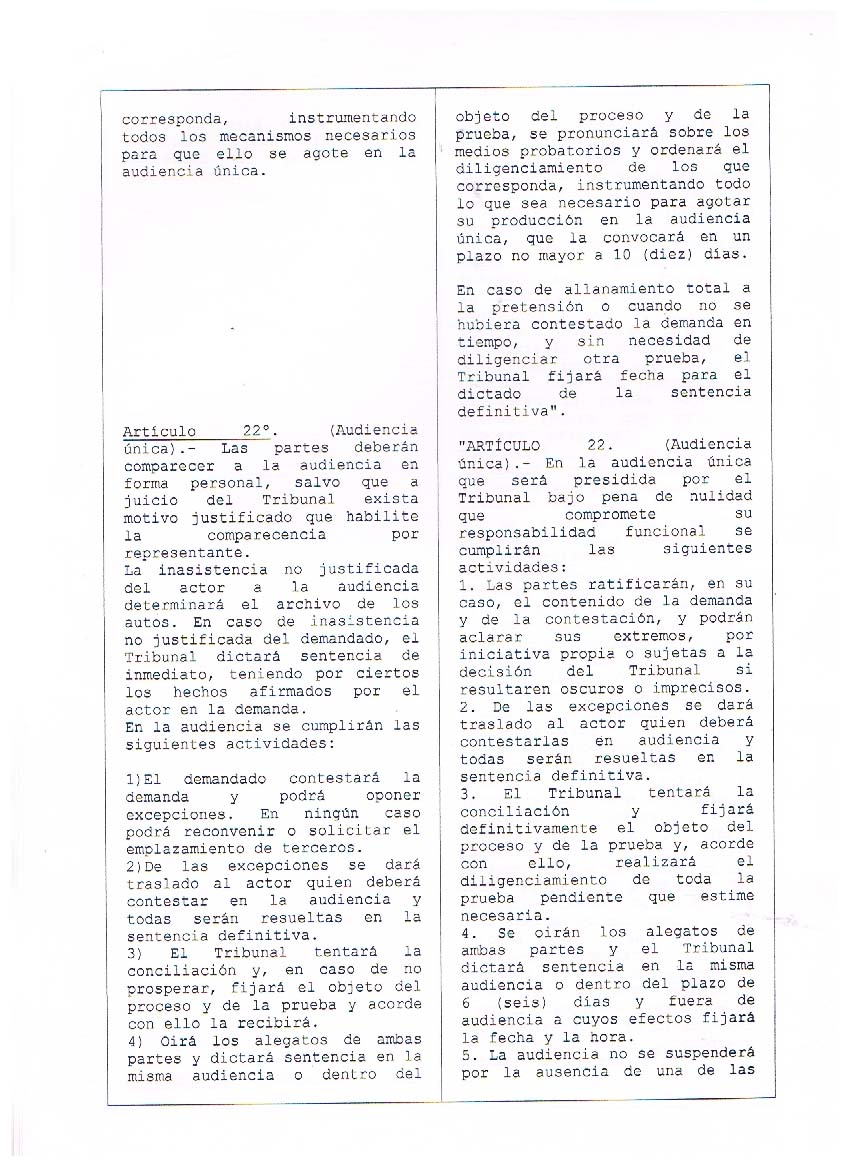 corresponda, instrumentando
todos los mecanismos necesarios
para que ello se agote en la
audiencia única.
Artículo 22°. (Audiencia
única).- Las partes deberán
comparecer a la audiencia en
forma personal, salvo que a
juicio del Tribunal exista
motivo justificado que habilite
la comparecencia por
representante.
La inasistencia no justificada
del actor a la audiencia
determinará el archivo de los
autos. En caso de inasistencia
no justificada del demandado, el
Tribunal dictará sentencia de
inmediato, teniendo por ciertos
los hechos afirmados por el
actor en la demanda.
En la audiencia se cumplirán las
siguientes actividades:
1)El demandado contestará la
demanda y podrá oponer
excepciones. En ningún caso
podrá reconvenir o solicitar el
emplazamiento de terceros.
2)De las excepciones se dará
traslado al actor quien deberá
contestar en la audiencia y
todas serán resueltas en la
sentencia definitiva.
3) El Tribunal tentará la
conciliación y, en caso de no
prosperar, fijará el objeto del
proceso y de la prueba y acorde
con ello la recibirá.
4) Oirá los alegatos de ambas
partes y dictará sentencia en la
misma audiencia o dentro del
objeto del proceso y de la
prueba, se pronunciará sobre los
medios probatorios y ordenará el
diligenciamiento de los que
corresponda, instrumentando todo
lo que sea necesario para agotar
su producción en la audiencia
única, que la convocará en un
plazo no mayor a 10 (diez) días.
En caso de allanamiento total a
la pretensión o cuando no se
hubiera contestado la demanda en
tiempo, y sin necesidad de
diligenciar otra prueba, el
Tribunal fijará fecha para el
dictado de la sentencia
definitiva".
"ARTÍCULO 22. (Audiencia
única).- En la audiencia única
que será presidida por el
Tribunal bajo pena de nulidad
que compromete su
responsabilidad funcional se
cumplirán las siguientes
actividades:
1. Las partes ratificarán, en su
caso, el contenido de la demanda
y de la contestación, y podrán
aclarar sus extremos, por
iniciativa propia o sujetas a la
decisión del Tribunal si
resultaren oscuros o imprecisos.
2. De las excepciones se dará
traslado al actor quien deberá
contestarlas en audiencia y
todas serán resueltas en la
sentencia definitiva.
3. El Tribunal tentará la
conciliación y fijará
definitivamente el objeto del
proceso y de la prueba y, acorde
con ello, realizará el
diligenciamiento de toda la
prueba pendiente que estime
necesaria.
4. Se oirán los alegatos de
ambas partes y el Tribunal
dictará sentencia en la misma
audiencia o dentro del plazo de
6 (seis) días y fuera de
audiencia a cuyos efectos fijará
la fecha y la hora.
5. La audiencia no se suspenderá
por la ausencia de una de las